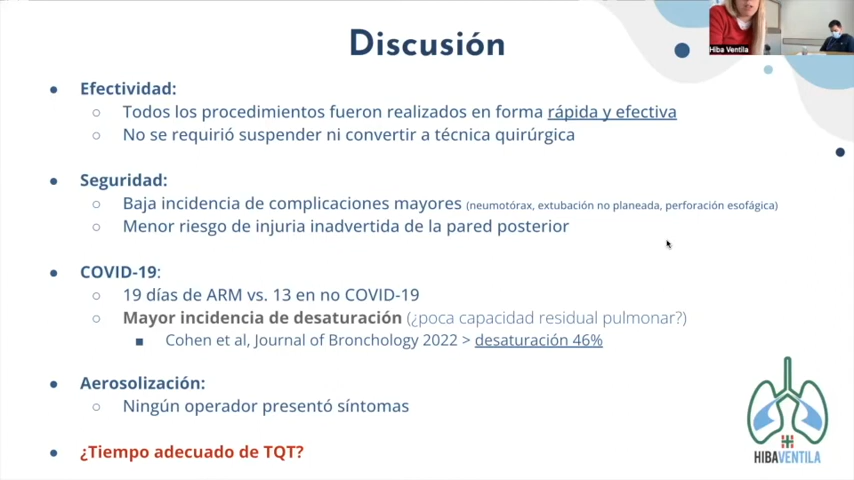 Discusión
Hiba Ventila
● Efectividad:
○ Todos los procedimientos fueron realizados en forma rápida y efectiva
○ No se requirió suspender ni convertir a técnica quirúrgica
● Seguridad:
○ Baja incidencia de complicaciones mayores (neumotórax, extubación no planeada, perforación esofágica)
○ Menor riesgo de injuria inadvertida de la pared posterior
● COVID-19:
○ 19 días de ARM vs. 13 en no COVID-19
○ Mayor incidencia de desaturación (¿poca capacidad residual pulmonar?)
■ Cohen et al, Journal of Bronchology 2022 > desaturación 46%
● Aerosolización:
○ Ningún operador presentó síntomas
● ¿Tiempo adecuado de TQT?
HIBAVENTILA